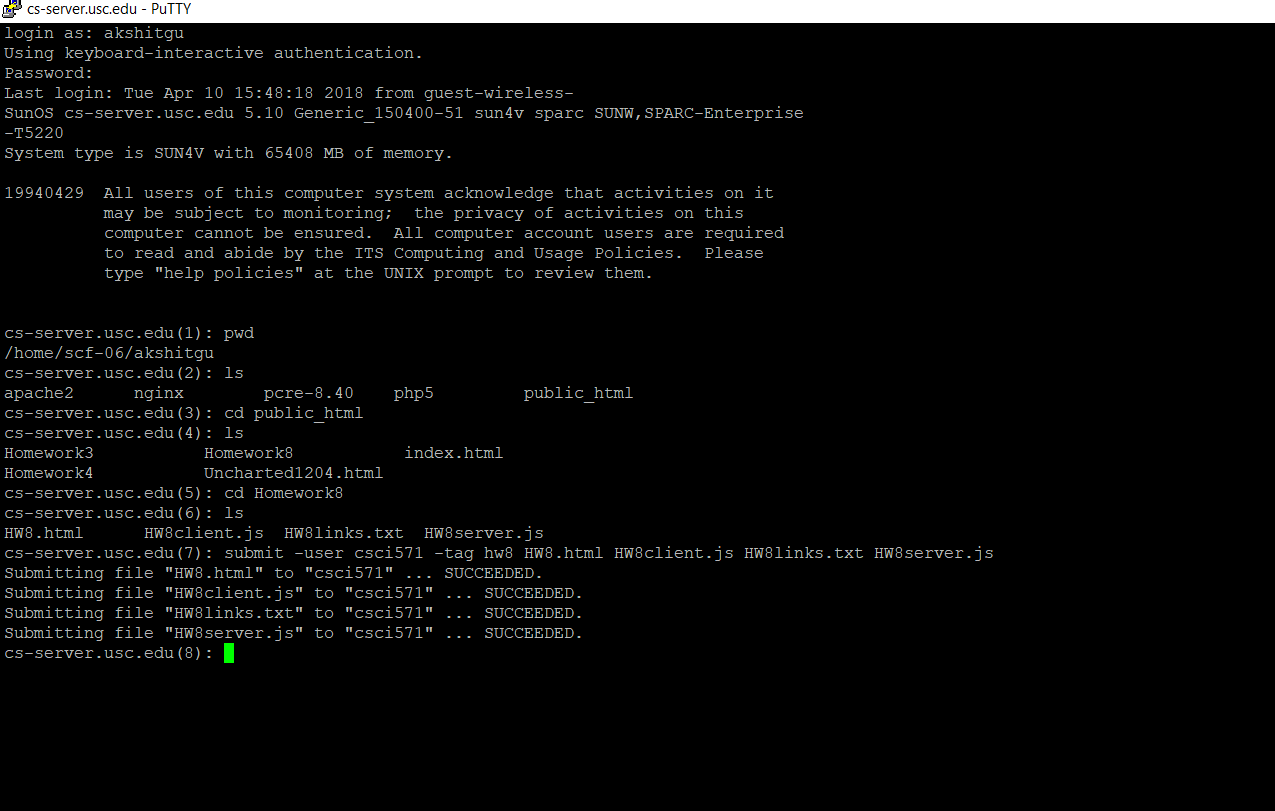 cs-server.usc.edu - PuTTY
login as: akshitgu
Using keyboard-interactive authentication.
Password:
Last login: Tue Apr 10 15:48:18 2018 from guest-wireless-
SunOS cs-server.usc.edu 5.10 Generic_150400-51 sun4v sparc SUNW,SPARC-Enterprise
-T5220
System type is SUN4V with 65408 MB of memory.
19940429  All users of this computer system acknowledge that activities on it
may be subject to monitoring;  the privacy of activities on this
computer cannot be ensured.  All computer account users are required
to read and abide by the ITS Computing and Usage Policies.  Please
type "help policies" at the UNIX prompt to review them.
cs-server.usc.edu(1): pwd
/home/scf-06/akshitgu
cs-server.usc.edu(2): ls
apache2      nginx        pcre-8.40    php5         public_html
cs-server.usc.edu(3): cd public_html
cs-server.usc.edu(4): ls
Homework3           Homework8           index.html
Homework4           Uncharted1204.html
cs-server.usc.edu(5): cd Homework8
cs-server.usc.edu(6): ls
HW8.html      HW8client.js  HW8links.txt  HW8server.js
cs-server.usc.edu(7): submit -user csci571 -tag hw8 HW8.html HW8client.js HW8links.txt HW8server.js
Submitting file "HW8.html" to "csci571" ... SUCCEEDED.
Submitting file "HW8client.js" to "csci571" ... SUCCEEDED.
Submitting file "HW8links.txt" to "csci571" ... SUCCEEDED.
Submitting file "HW8server.js" to "csci571" ... SUCCEEDED.
cs-server.usc.edu(8):